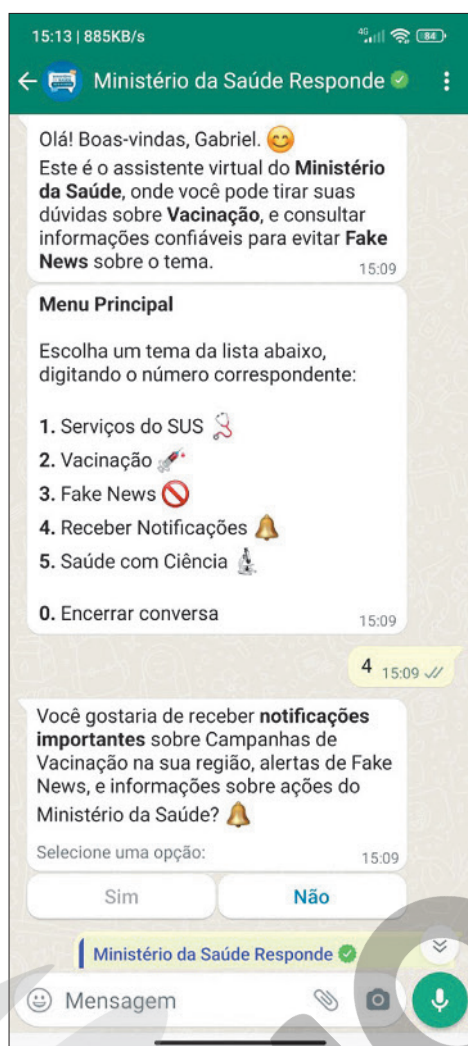 15:13 | 885KB/s 4G 84
Ministério da Saúde Responde
Olá! Boas-vindas, Gabriel. 😊
Este é o assistente virtual do Ministério
da Saúde, onde você pode tirar suas
dúvidas sobre Vacinação, e consultar
informações confiáveis para evitar Fake
News sobre o tema. 15:09
Menu Principal
Escolha um tema da lista abaixo,
digitando o número correspondente:
1. Serviços do SUS 🩺
2. Vacinação 💉
3. Fake News 🚫
4. Receber Notificações 🔔
5. Saúde com Ciência 🔬
0. Encerrar conversa 15:09
4 15:09
Você gostaria de receber notificações
importantes sobre Campanhas de
Vacinação na sua região, alertas de Fake
News, e informações sobre ações do
Ministério da Saúde? 🔔
Selecione uma opção: 15:09
Sim Não
Ministério da Saúde Responde
Mensagem